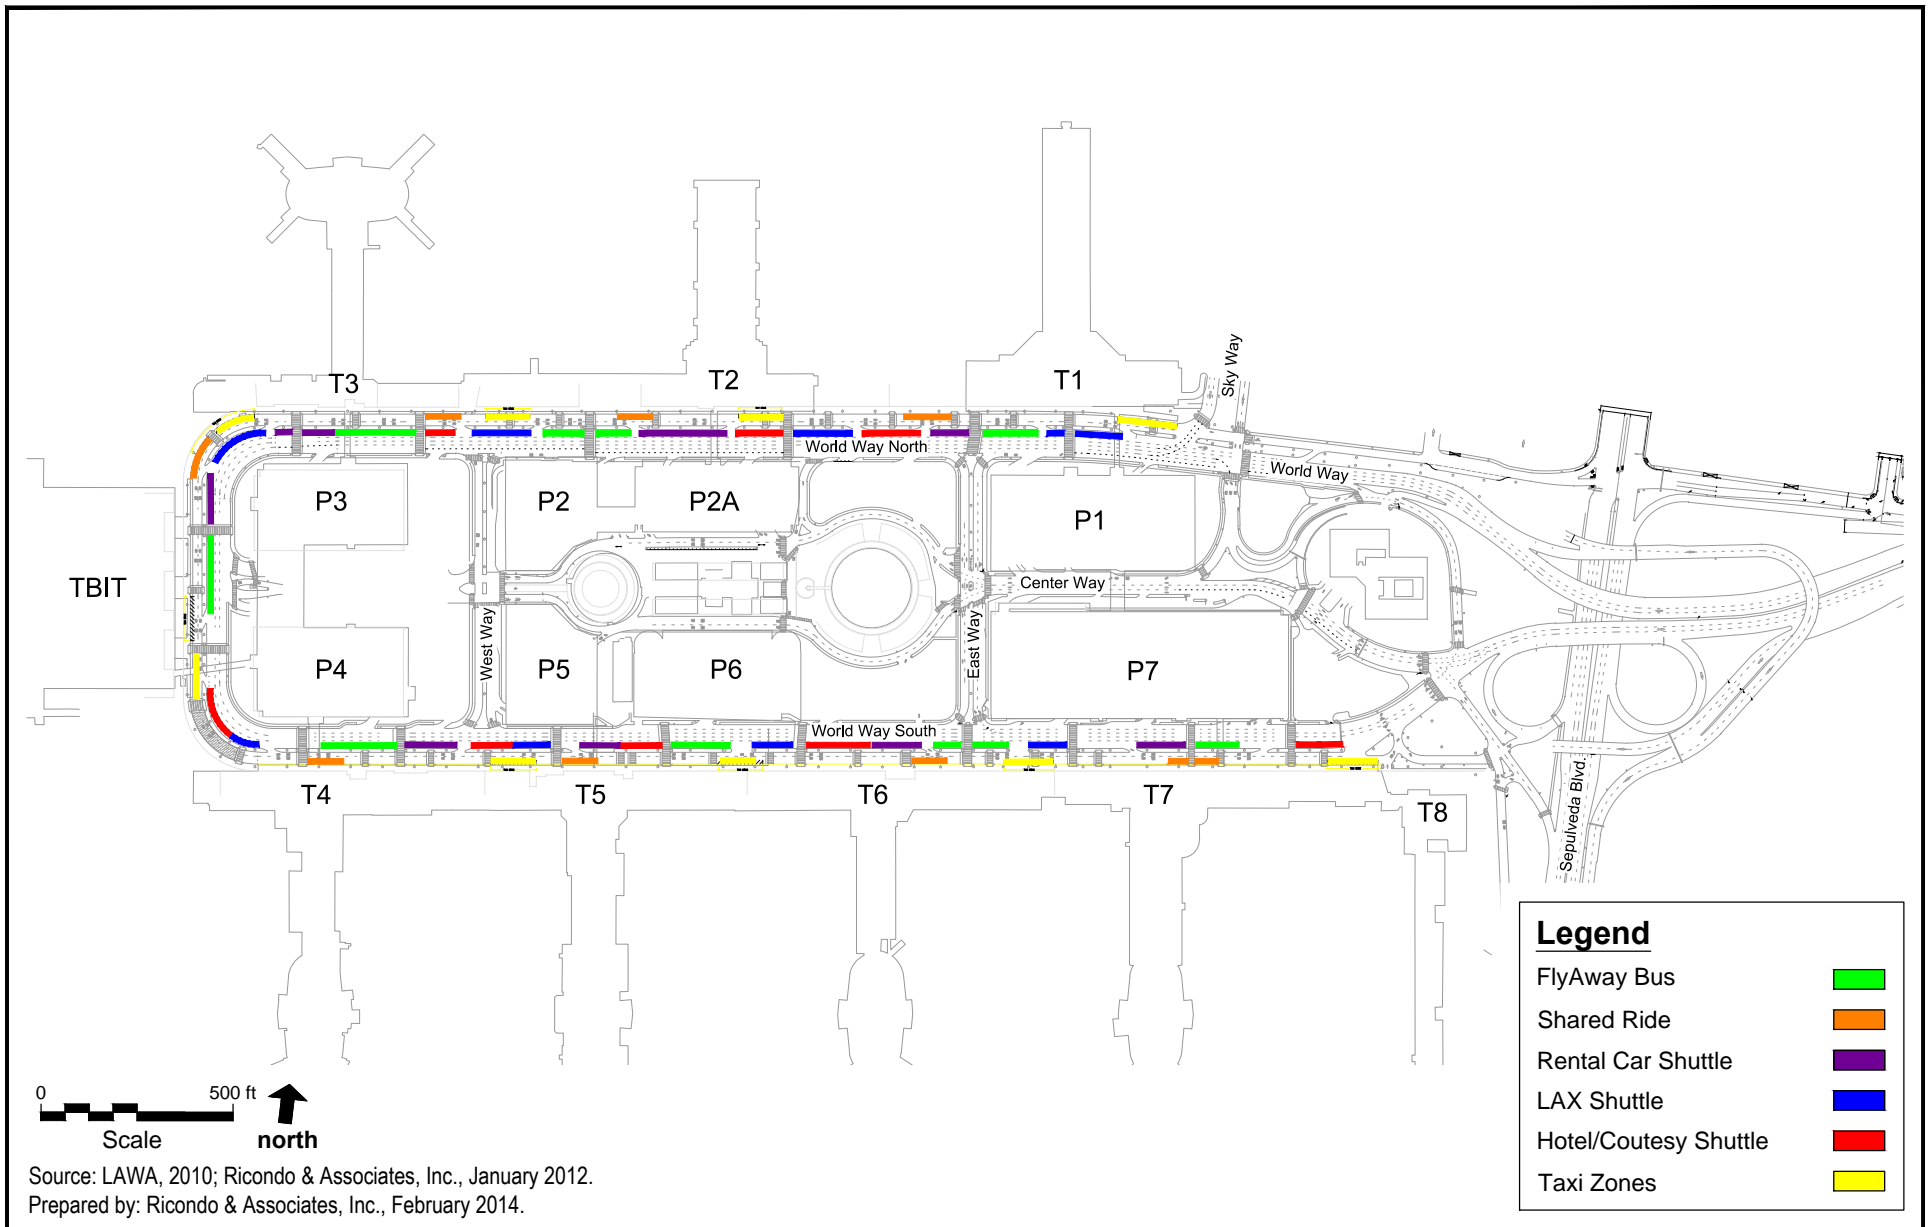 Sky Way
T3
T2
T1
World Way North
World Way
P3
P2
P2A
P1
TBIT
Center Way
West Way
East Way
P4
P5
P6
P7
World Way South
T4
T5
T6
T7
T8
Sepulveda Blvd.
Legend
FlyAway Bus
Shared Ride
Rental Car Shuttle
LAX Shuttle
Hotel/Coutesy Shuttle
Taxi Zones
0 500 ft
Scale
north
Source: LAWA, 2010; Ricondo & Associates, Inc., January 2012.
Prepared by: Ricondo & Associates, Inc., February 2014.